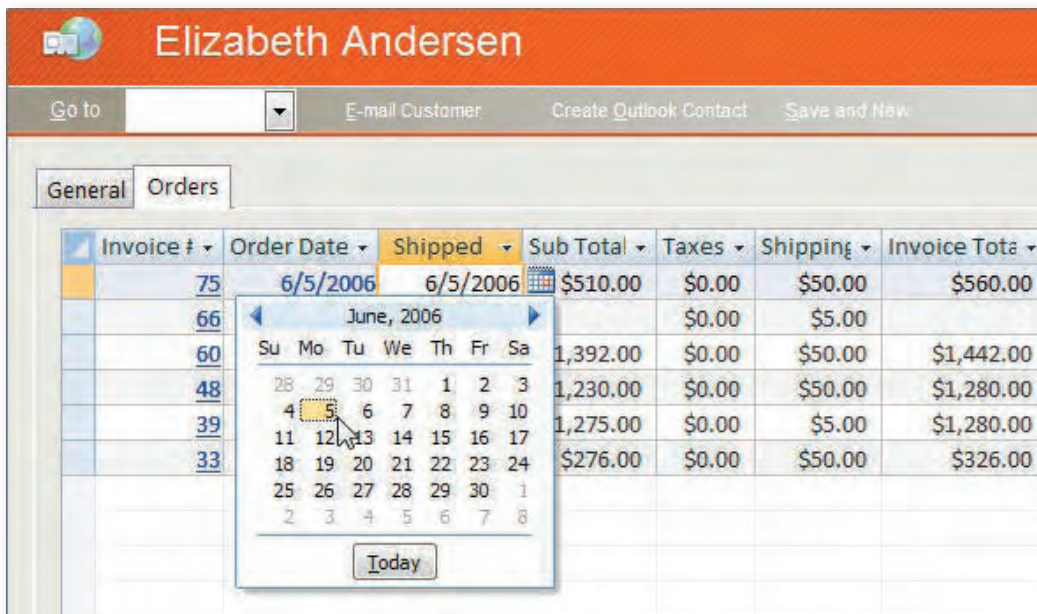 Elizabeth Andersen
Go to E-mail Customer Create Outlook Contact Save and New
General Orders
Invoice # Order Date Shipped Sub Total Taxes Shipping Invoice Tota
75 6/5/2006 6/5/2006 $510.00 $0.00 $50.00 $560.00
66 $0.00 $5.00
60 1,392.00 $0.00 $50.00 $1,442.00
48 1,230.00 $0.00 $50.00 $1,280.00
39 1,275.00 $0.00 $5.00 $1,280.00
33 $276.00 $0.00 $50.00 $326.00
June, 2006
Su Mo Tu We Th Fr Sa
28 29 30 31 1 2 3
4 5 6 7 8 9 10
11 12 13 14 15 16 17
18 19 20 21 22 23 24
25 26 27 28 29 30 1
2 3 4 5 6 7 8
Today